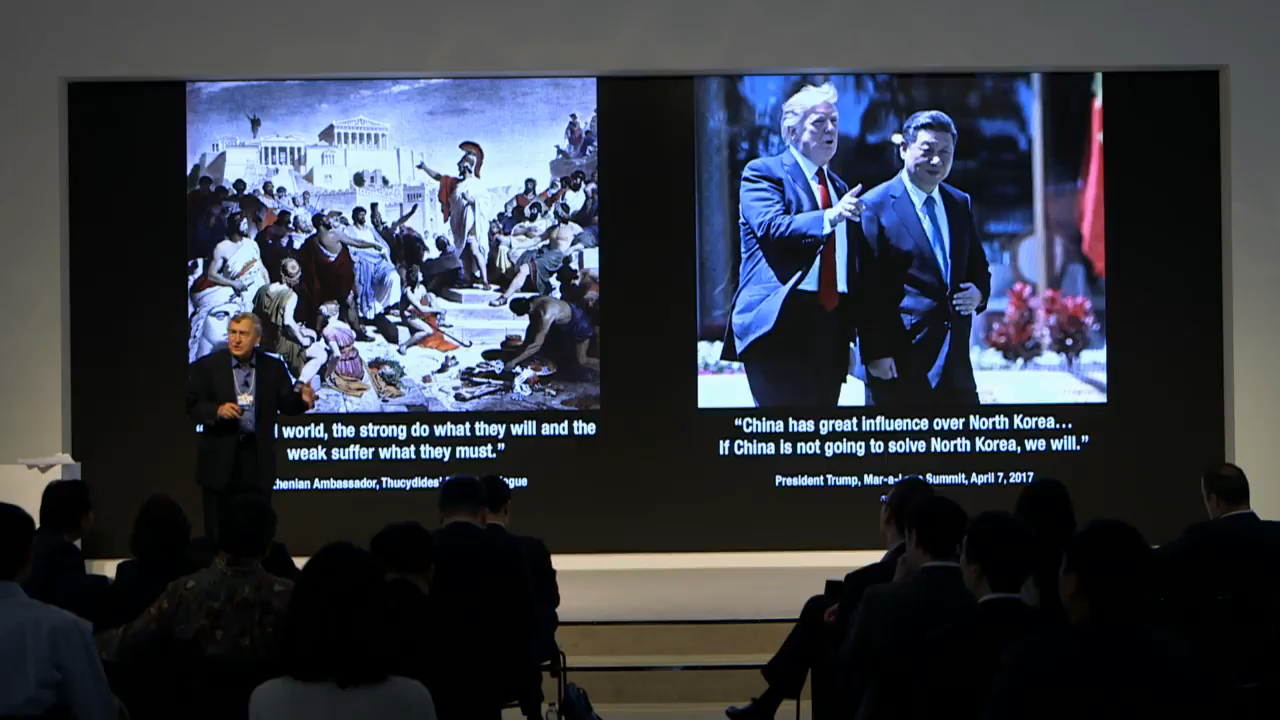 “ world, the strong do what they will and the
weak suffer what they must.”
Ambassador, Thucydides’
“China has great influence over North Korea…
If China is not going to solve North Korea, we will.”
President Trump, Mar-a-Lago Summit, April 7, 2017